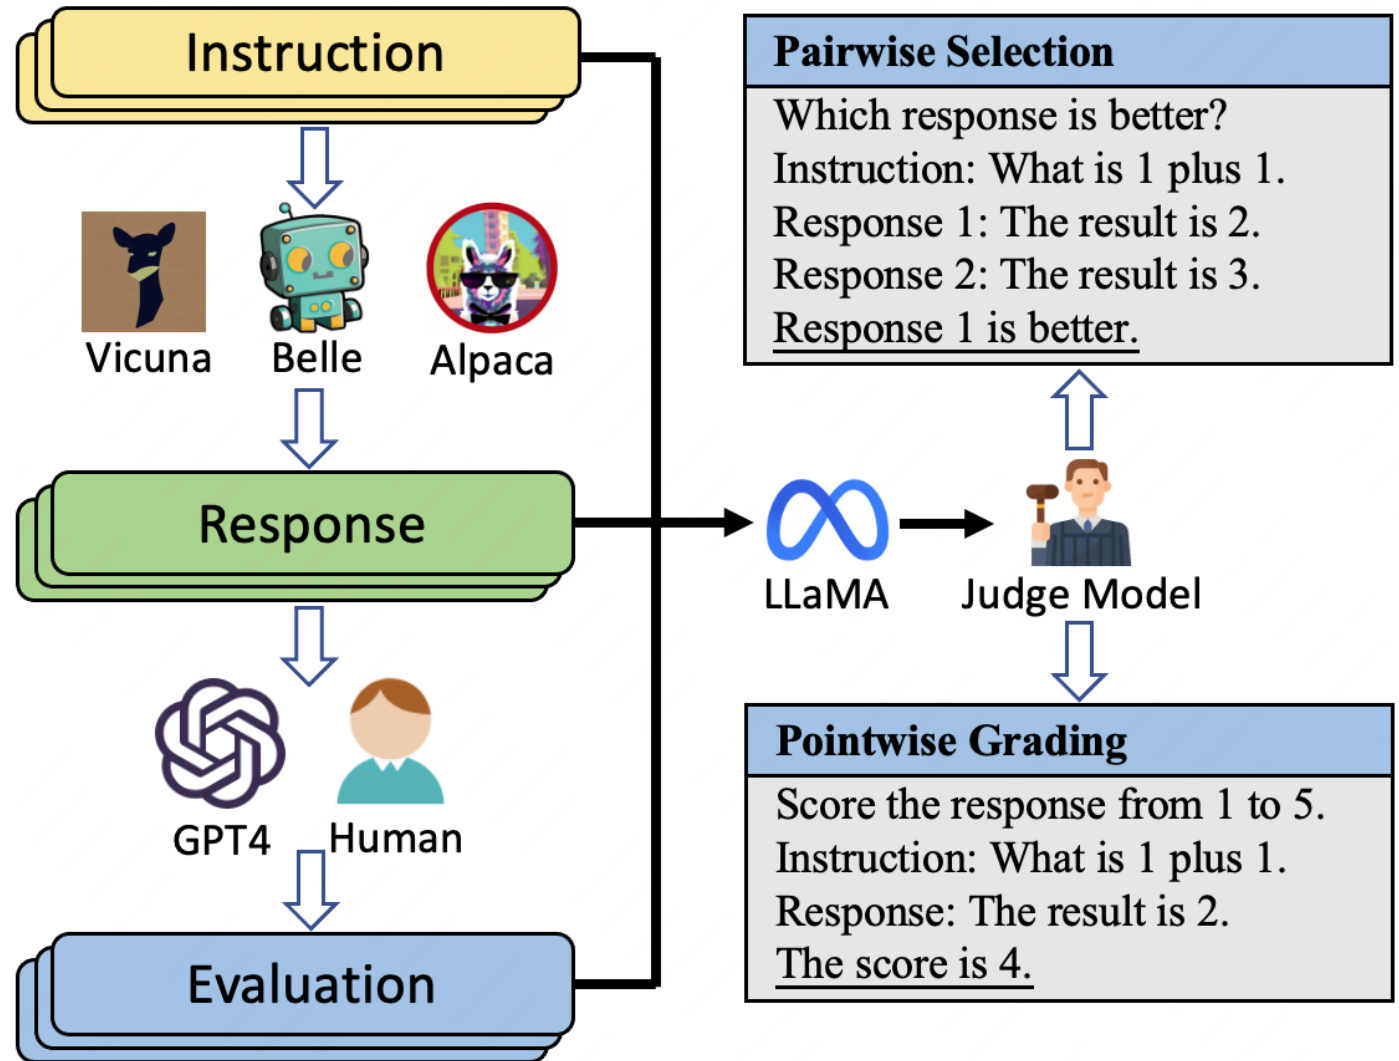 Instruction
Vicuna
Belle
Alpaca
Response
GPT4
Human
Evaluation
LLaMA
Judge Model
Pairwise Selection
Which response is better?
Instruction: What is 1 plus 1.
Response 1: The result is 2.
Response 2: The result is 3.
Response 1 is better.
Pointwise Grading
Score the response from 1 to 5.
Instruction: What is 1 plus 1.
Response: The result is 2.
The score is 4.